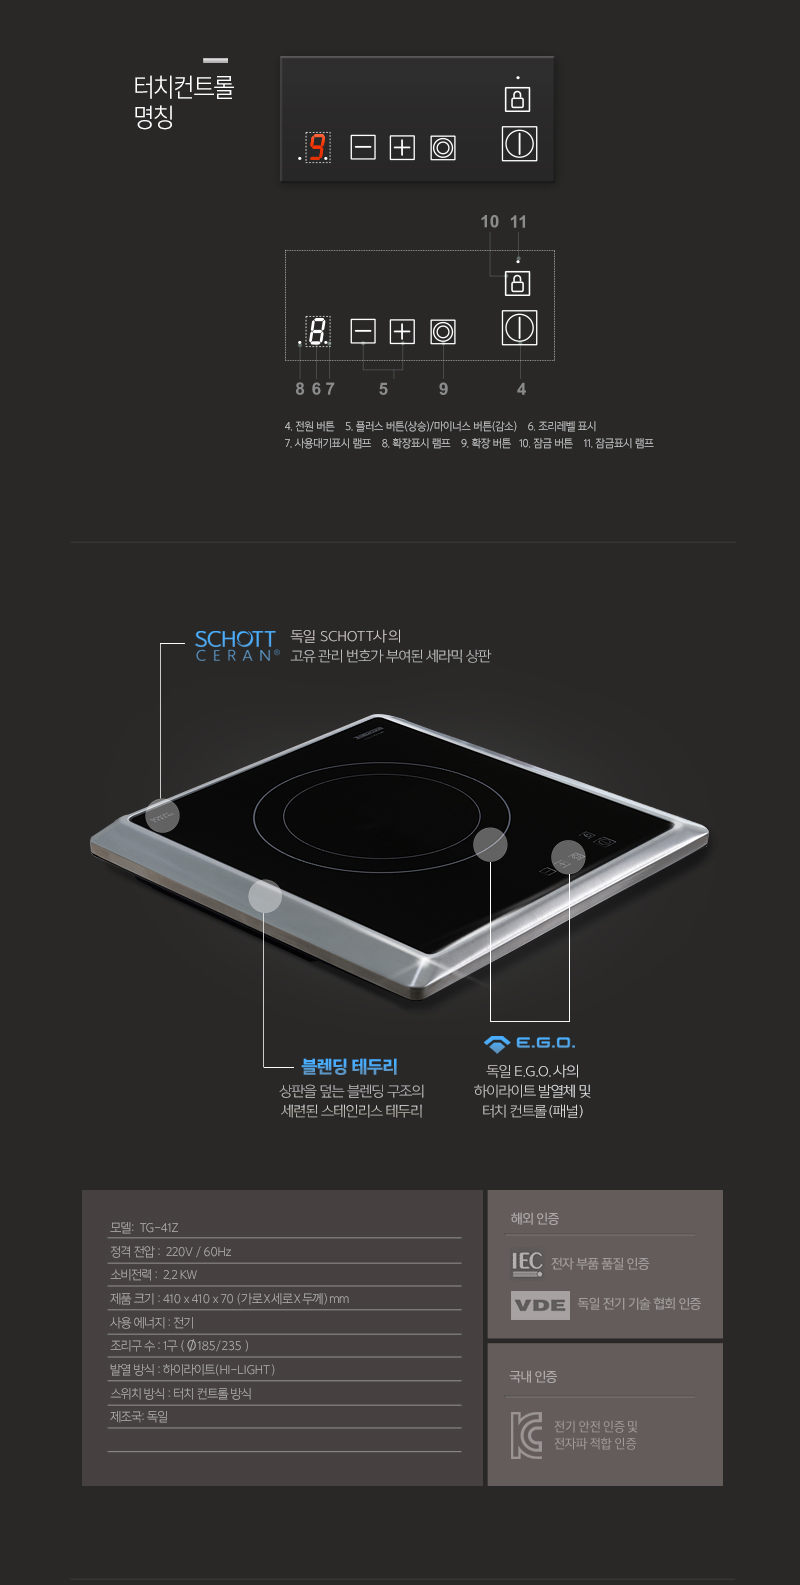 터치컨트롤
명칭
9.
10 11
8.
8 6 7 5 9 4
4. 전원 버튼 5. 플러스 버튼(상승)/마이너스 버튼(감소) 6. 조리레벨 표시
7. 사용대기표시 램프 8. 확장표시 램프 9. 확장 버튼 10. 잠금 버튼 11. 잠금표시 램프
SCHOTT
CERAN®
독일 SCHOTT사의
고유 관리 번호가 부여된 세라믹 상판
블렌딩 테두리
상판을 덮는 블렌딩 구조의
세련된 스테인리스 테두리
E.G.O.
독일 E.G.O. 사의
하이라이트 발열체 및
터치 컨트롤(패널)
모델: TG-41Z
정격 전압 : 220V / 60Hz
소비전력 : 2.2 KW
제품 크기 : 410 x 410 x 70 (가로X세로X두께) mm
사용 에너지 : 전기
조리구 수 : 1구 ( Ø185/235 )
발열 방식 : 하이라이트(HI-LIGHT)
스위치 방식 : 터치 컨트롤 방식
제조국: 독일
해외 인증
IEC 전자 부품 품질 인증
VDE 독일 전기 기술 협회 인증
국내 인증
전기 안전 인증 및
전자파 적합 인증